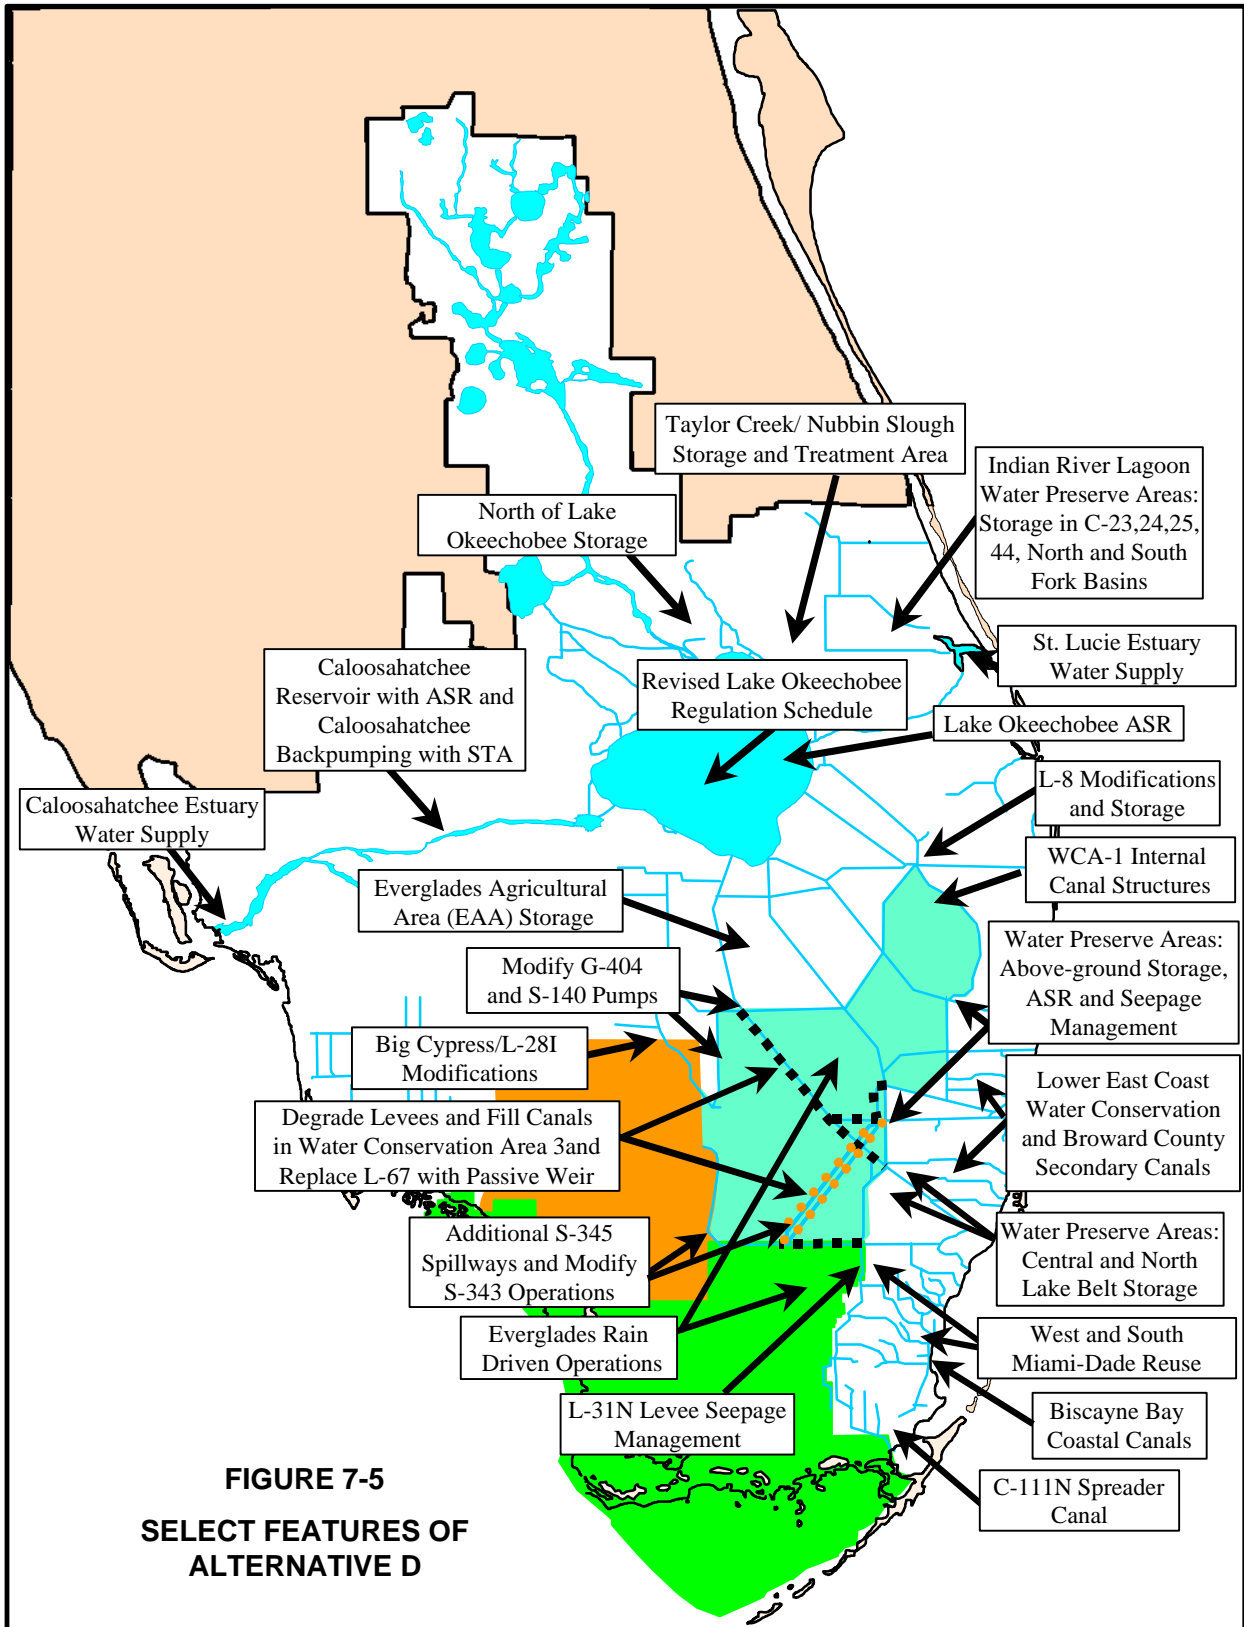 Taylor Creek/ Nubbin Slough
Storage and Treatment Area
Indian River Lagoon
Water Preserve Areas:
Storage in C-23,24,25,
44, North and South
Fork Basins
North of Lake
Okeechobee Storage
St. Lucie Estuary
Water Supply
Caloosahatchee
Reservoir with ASR and
Caloosahatchee
Backpumping with STA
Revised Lake Okeechobee
Regulation Schedule
Lake Okeechobee ASR
L-8 Modifications
and Storage
Caloosahatchee Estuary
Water Supply
WCA-1 Internal
Canal Structures
Everglades Agricultural
Area (EAA) Storage
Water Preserve Areas:
Above-ground Storage,
ASR and Seepage
Management
Modify G-404
and S-140 Pumps
Big Cypress/L-28I
Modifications
Lower East Coast
Water Conservation
and Broward County
Secondary Canals
Degrade Levees and Fill Canals
in Water Conservation Area 3and
Replace L-67 with Passive Weir
Additional S-345
Spillways and Modify
S-343 Operations
Water Preserve Areas:
Central and North
Lake Belt Storage
Everglades Rain
Driven Operations
West and South
Miami-Dade Reuse
L-31N Levee Seepage
Management
Biscayne Bay
Coastal Canals
C-111N Spreader
Canal
FIGURE 7-5
SELECT FEATURES OF
ALTERNATIVE D